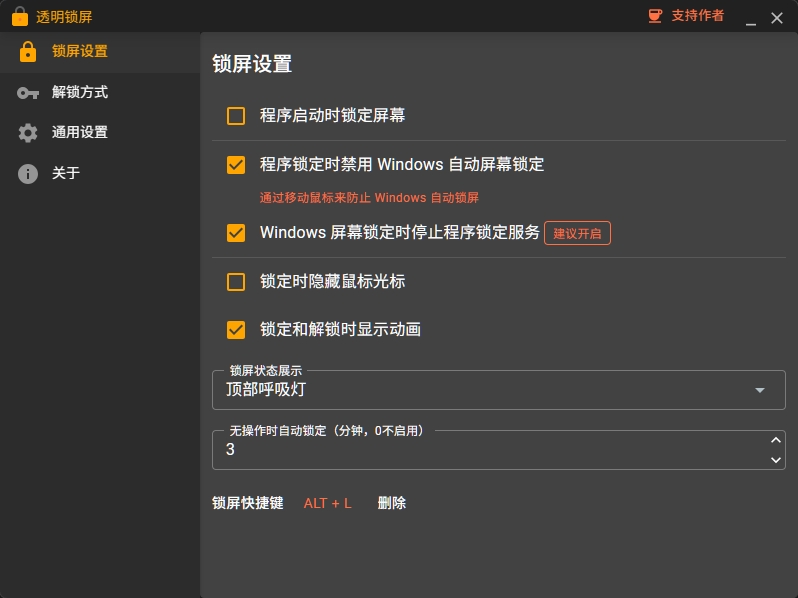 透明锁屏
支持作者
锁屏设置
解锁方式
通用设置
关于
锁屏设置
程序启动时锁定屏幕
程序锁定时禁用 Windows 自动屏幕锁定
通过移动鼠标来防止 Windows 自动锁屏
Windows 屏幕锁定时停止程序锁定服务 建议开启
锁定时隐藏鼠标光标
锁定和解锁时显示动画
锁屏状态展示
顶部呼吸灯
无操作时自动锁定（分钟，0不启用）
3
锁屏快捷键 ALT + L 删除